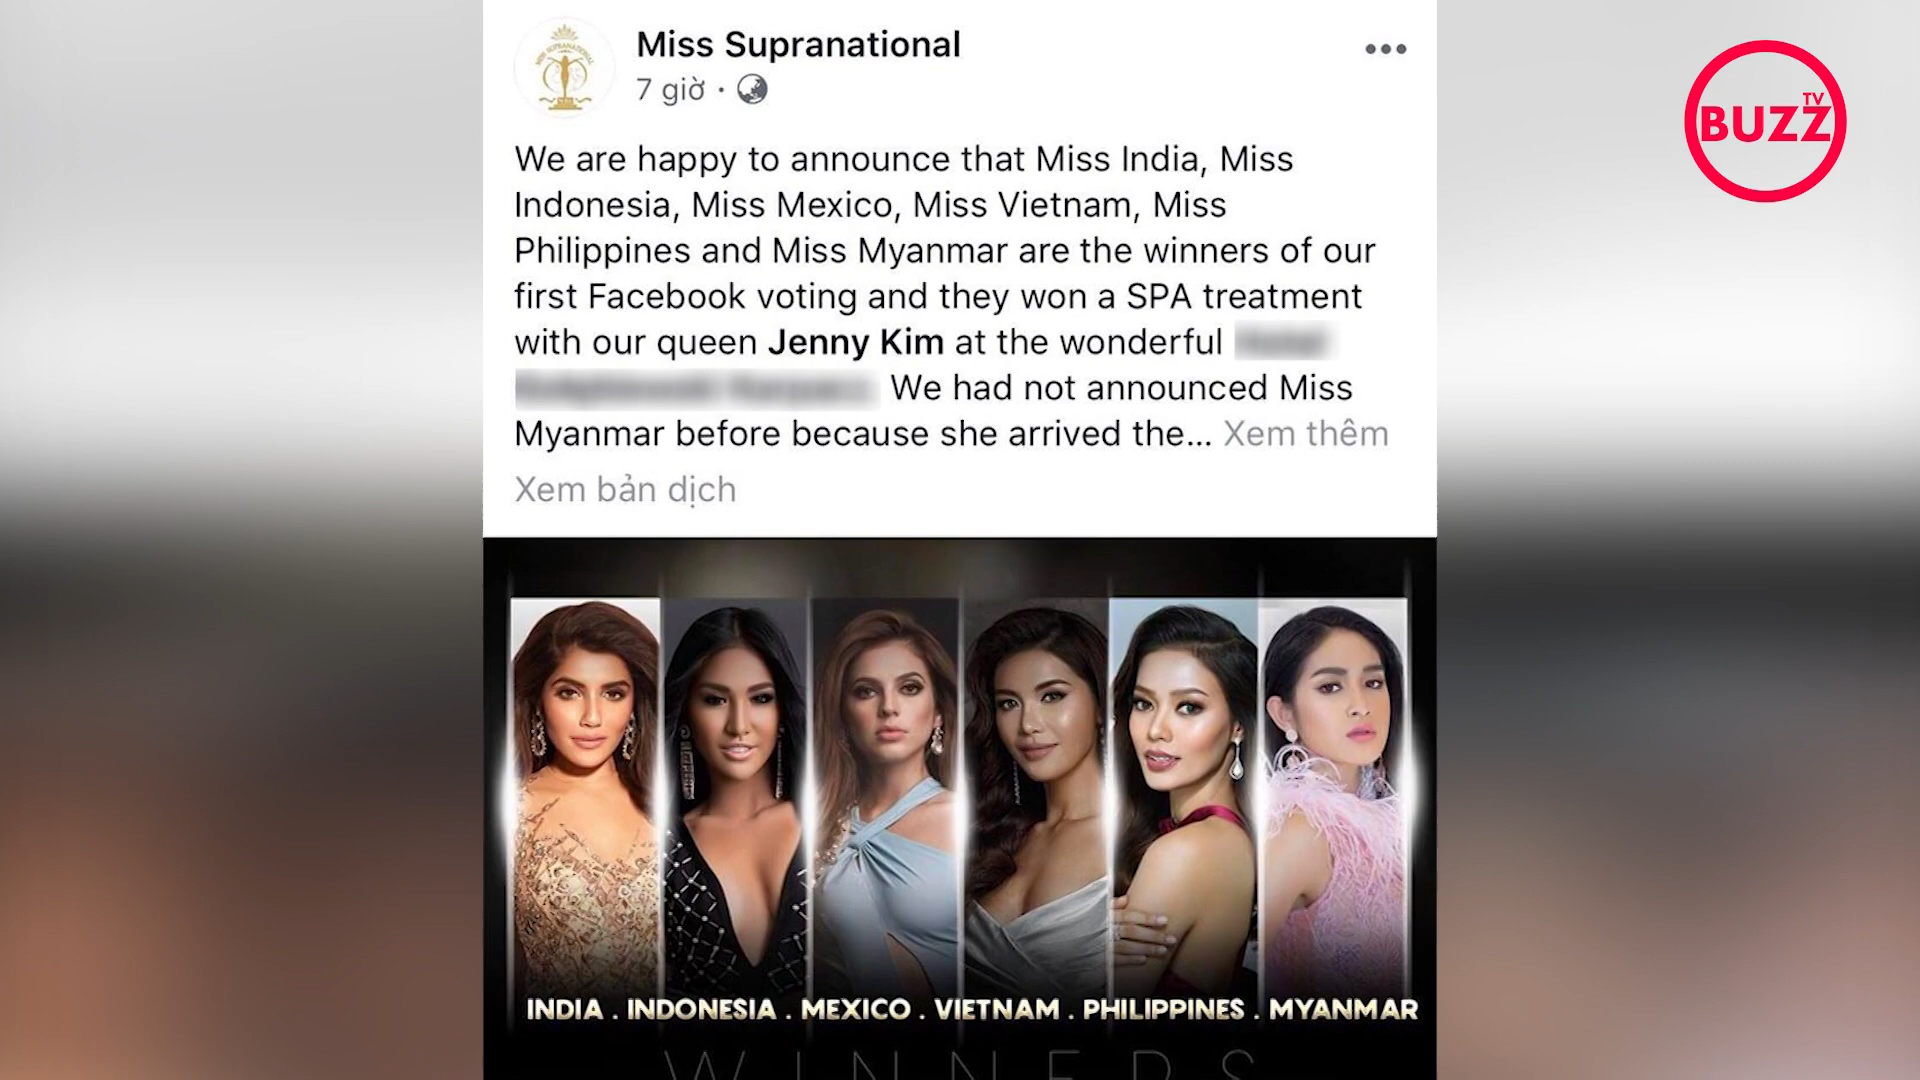 Miss Supranational
7 giờ ·
We are happy to announce that Miss India, Miss
Indonesia, Miss Mexico, Miss Vietnam, Miss
Philippines and Miss Myanmar are the winners of our
first Facebook voting and they won a SPA treatment
with our queen Jenny Kim at the wonderful
We had not announced Miss
Myanmar before because she arrived the... Xem thêm
Xem bản dịch
MISS SUPRANATIONAL
BUZZ TV
INDIA . INDONESIA . MEXICO . VIETNAM . PHILIPPINES . MYANMAR
WINNERS